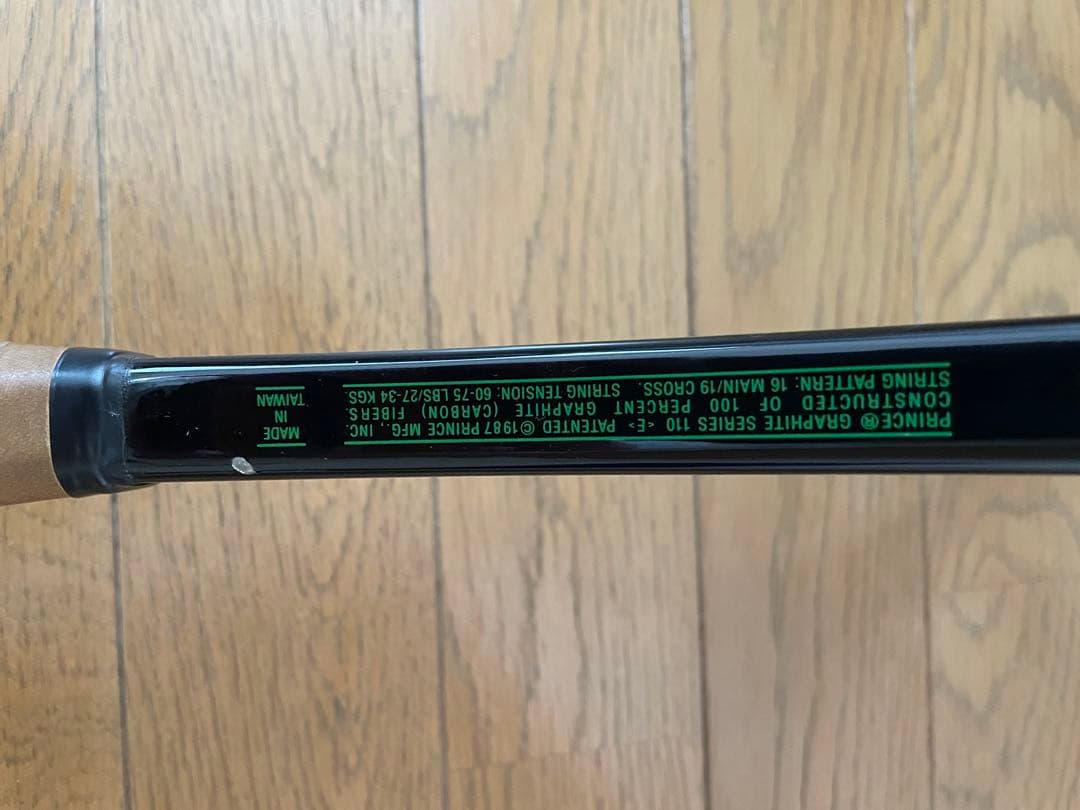 PRINCE® GRAPHITE SERIES 110 <E> PATENTED ©1987 PRINCE MFG., INC.
CONSTRUCTED OF 100 PERCENT GRAPHITE (CARBON) FIBERS.
STRING PATTERN: 16 MAIN/19 CROSS. STRING TENSION: 60-75 LBS/27-34 KGS
MADE
IN
TAIWAN